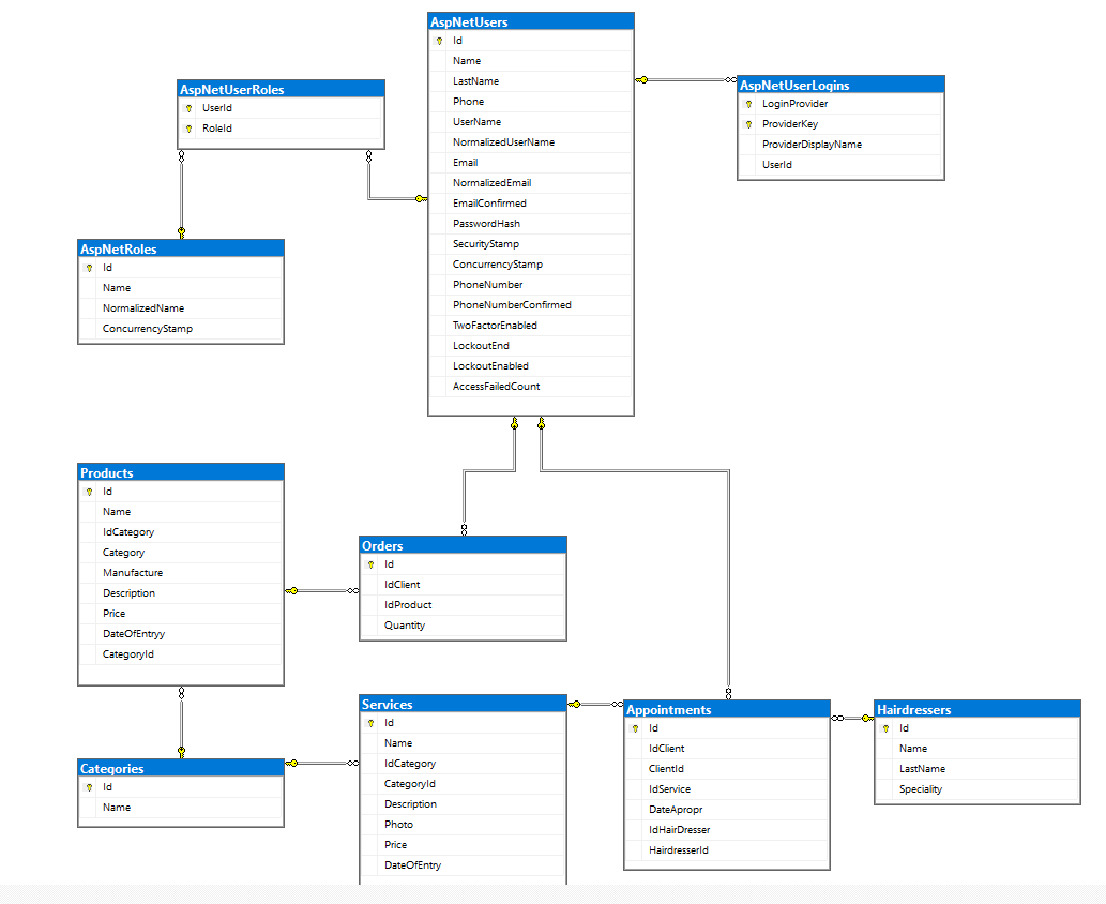 AspNetUsers
Id
Name
LastName
Phone
UserName
NormalizedUserName
Email
NormalizedEmail
EmailConfirmed
PasswordHash
SecurityStamp
ConcurrencyStamp
PhoneNumber
PhoneNumberConfirmed
TwoFactorEnabled
LockoutEnd
LockoutEnabled
AccessFailedCount
AspNetUserRoles
UserId
RoleId
AspNetUserLogins
LoginProvider
ProviderKey
ProviderDisplayName
UserId
AspNetRoles
Id
Name
NormalizedName
ConcurrencyStamp
Products
Id
Name
IdCategory
Category
Manufacture
Description
Price
DateOfEntryy
CategoryId
Orders
Id
IdClient
IdProduct
Quantity
Services
Id
Name
IdCategory
CategoryId
Description
Photo
Price
DateOfEntry
Appointments
Id
IdClient
ClientId
IdService
DateApropr
IdHairDresser
HairdresserId
Hairdressers
Id
Name
LastName
Speciality
Categories
Id
Name